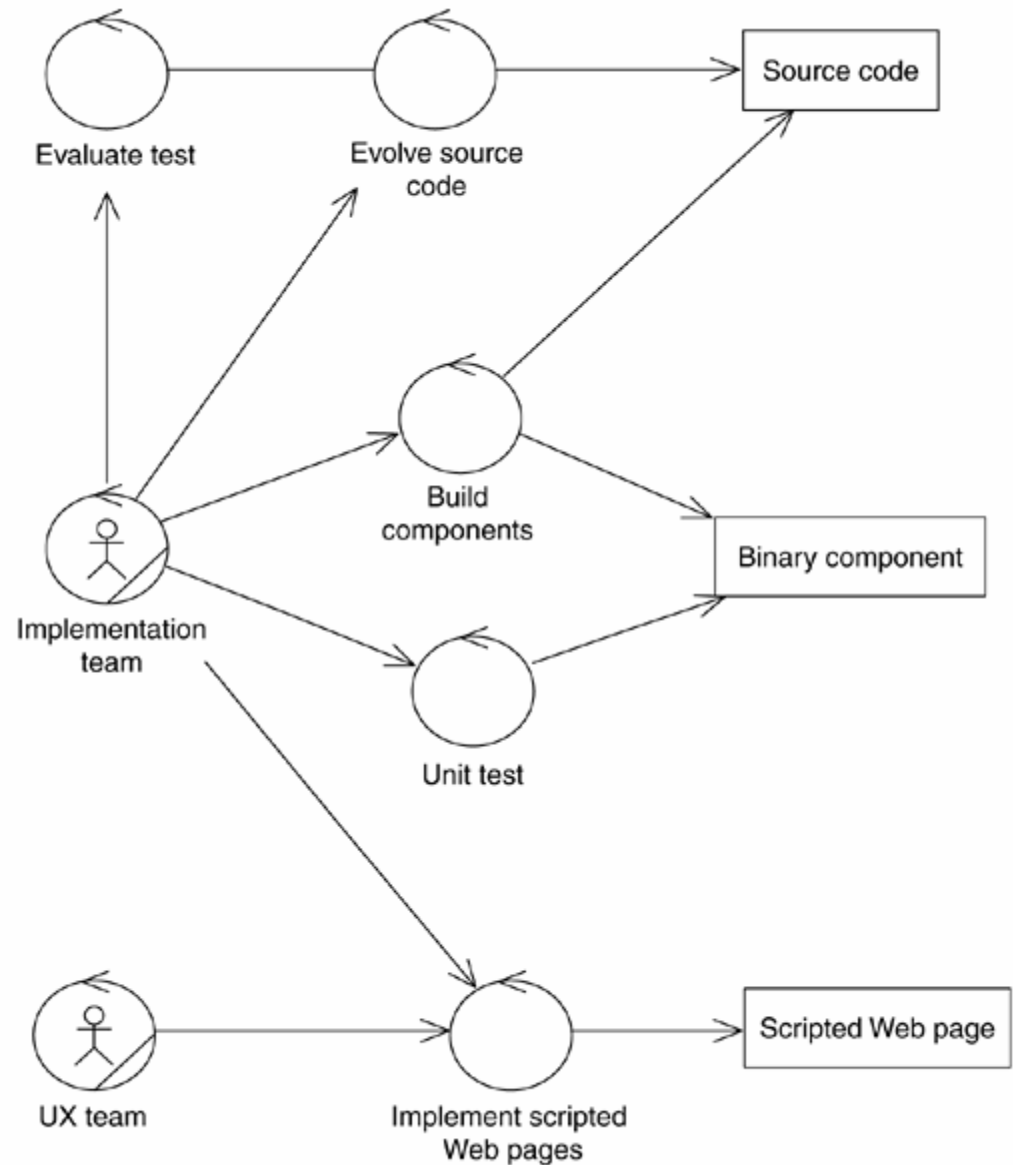 Source code
Evaluate test
Evolve source
code
Build
components
Binary component
Implementation
team
Unit test
Scripted Web page
UX team
Implement scripted
Web pages